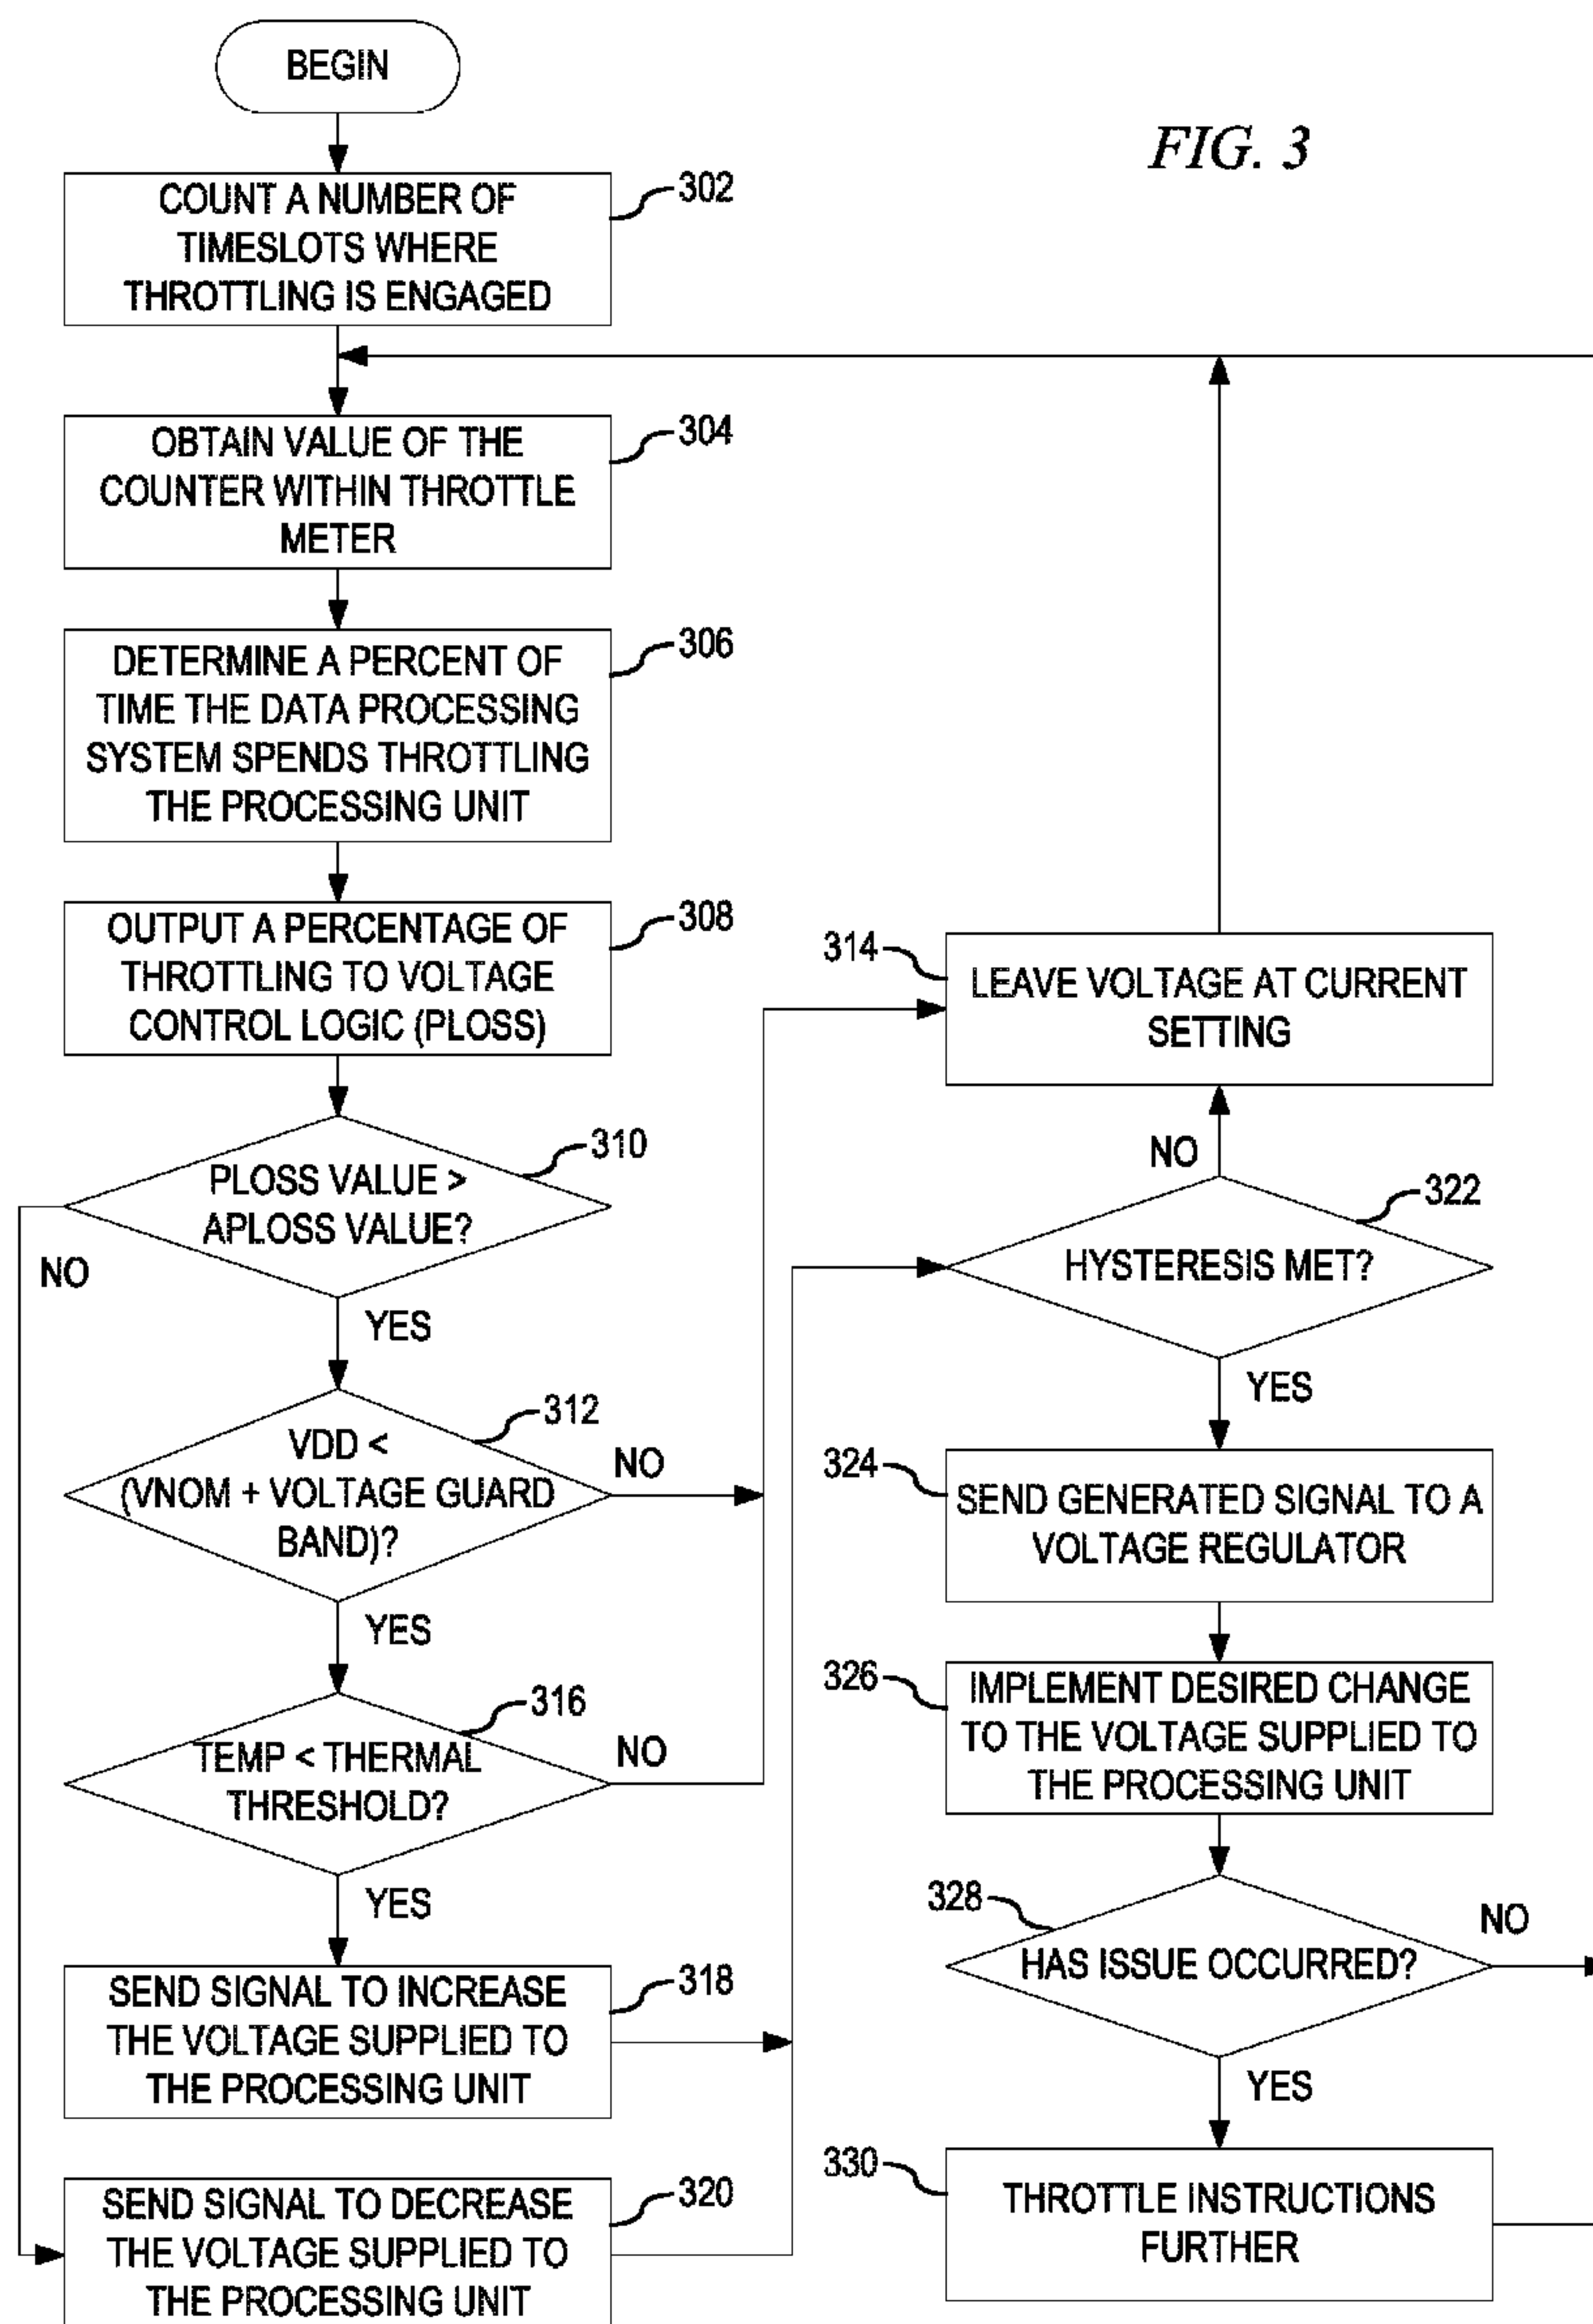 BEGIN
FIG. 3
COUNT A NUMBER OF
TIMESLOTS WHERE
THROTTLING IS ENGAGED
302
OBTAIN VALUE OF THE
COUNTER WITHIN THROTTLE
METER
304
DETERMINE A PERCENT OF
TIME THE DATA PROCESSING
SYSTEM SPENDS THROTTLING
THE PROCESSING UNIT
306
OUTPUT A PERCENTAGE OF
THROTTLING TO VOLTAGE
CONTROL LOGIC (PLOSS)
308
PLOSS VALUE >
APLOSS VALUE?
310
NO
YES
VDD <
(VNOM + VOLTAGE GUARD
BAND)?
312
NO
YES
TEMP < THERMAL
THRESHOLD?
316
NO
YES
SEND SIGNAL TO INCREASE
THE VOLTAGE SUPPLIED TO
THE PROCESSING UNIT
318
SEND SIGNAL TO DECREASE
THE VOLTAGE SUPPLIED TO
THE PROCESSING UNIT
320
314
LEAVE VOLTAGE AT CURRENT
SETTING
NO
322
HYSTERESIS MET?
YES
324
SEND GENERATED SIGNAL TO A
VOLTAGE REGULATOR
326
IMPLEMENT DESIRED CHANGE
TO THE VOLTAGE SUPPLIED TO
THE PROCESSING UNIT
328
HAS ISSUE OCCURRED?
NO
YES
330
THROTTLE INSTRUCTIONS
FURTHER